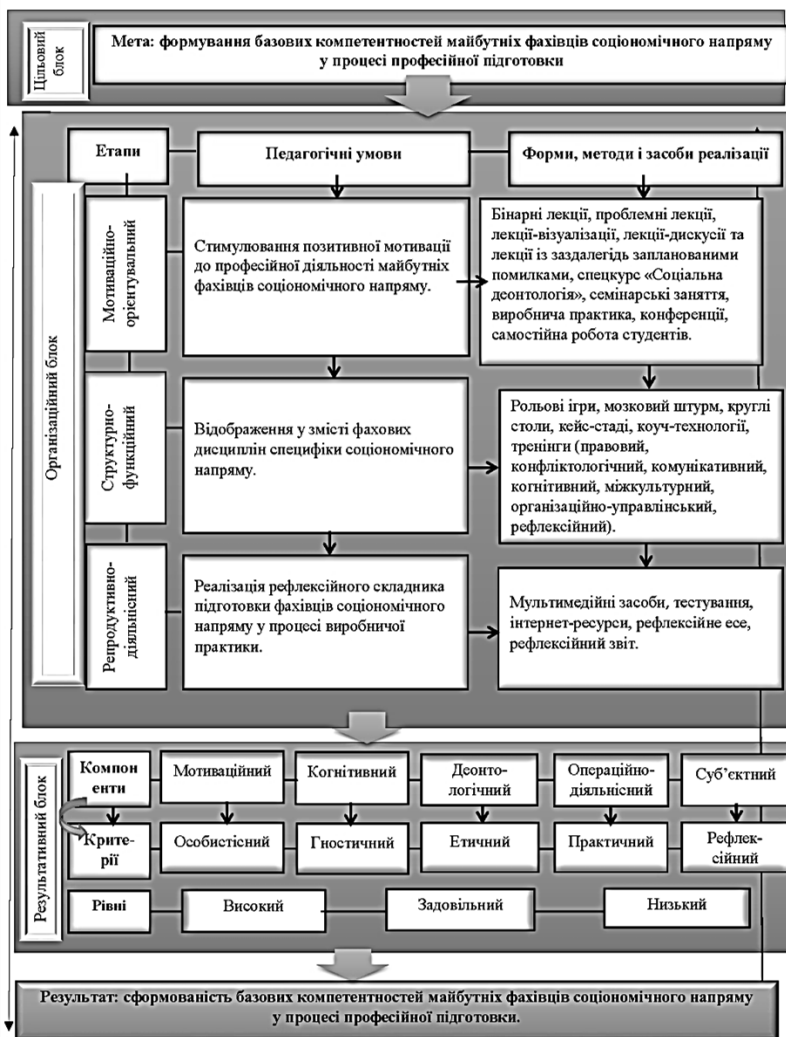 Цільовий
блок
Мета: формування базових компетентностей майбутніх фахівців соціономічного напряму
у процесі професійної підготовки
Організаційний блок
Етапи
Педагогічні умови
Форми, методи і засоби реалізації
Мотиваційно-
орієнтувальний
Стимулювання позитивної мотивації
до професійної діяльності майбутніх
фахівців соціономічного напряму.
Бінарні лекції, проблемні лекції,
лекції-візуалізації, лекції-дискусії та
лекції із заздалегідь запланованими
помилками, спецкурс «Соціальна
деонтологія», семінарські заняття,
виробнича практика, конференції,
самостійна робота студентів.
Структурно-
функційний
Відображення у змісті фахових
дисциплін специфіки соціономічного
напряму.
Рольові ігри, мозковий штурм, круглі
столи, кейс-стаді, коуч-технології,
тренінги (правовий,
конфліктологічний, комунікативний,
когнітивний, міжкультурний,
організаційно-управлінський,
рефлексійний).
Репродуктивно-
діяльнісний
Реалізація рефлексійного складника
підготовки фахівців соціономічного
напряму у процесі виробничої
практики.
Мультимедійні засоби, тестування,
інтернет-ресурси, рефлексійне есе,
рефлексійний звіт.
Результативний блок
Компон
енти
Мотиваційний
Когнітивний
Деонто-
логічний
Операційно-
діяльнісний
Суб’єктний
Крите-
рії
Особистісний
Гностичний
Етичний
Практичний
Рефлек-
сійний
Рівні
Високий
Задовільний
Низький
Результат: сформованість базових компетентностей майбутніх фахівців соціономічного напряму
у процесі професійної підготовки.